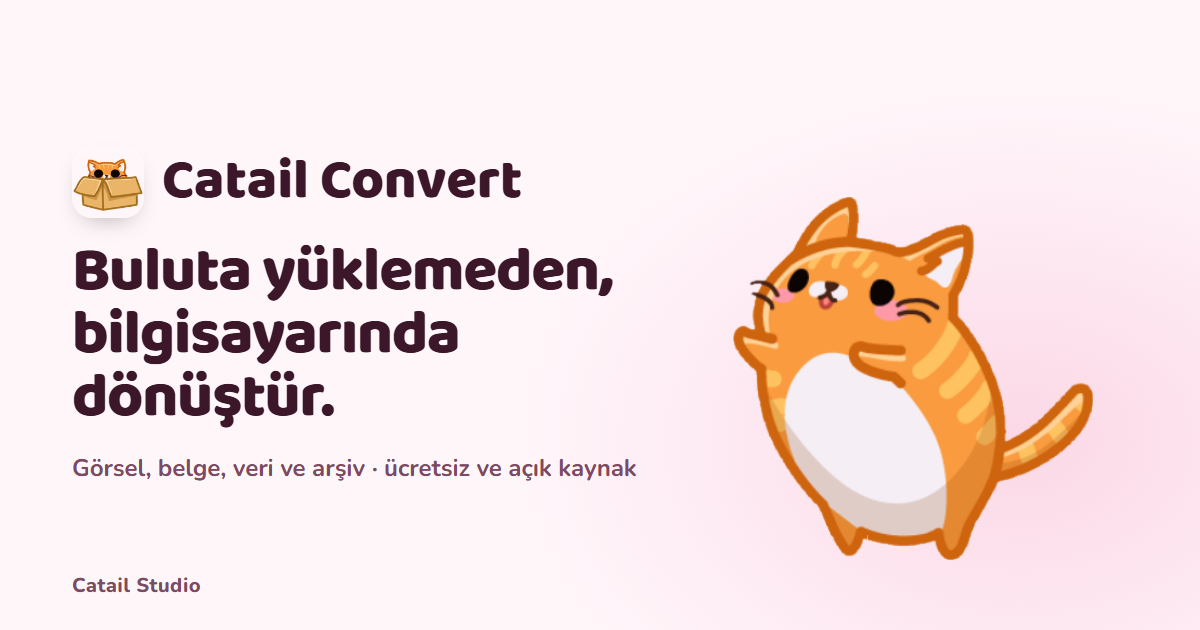 Catail Convert
Buluta yüklemeden,
bilgisayarında
dönüştür.
Görsel, belge, veri ve arşiv · ücretsiz ve açık kaynak
Catail Studio